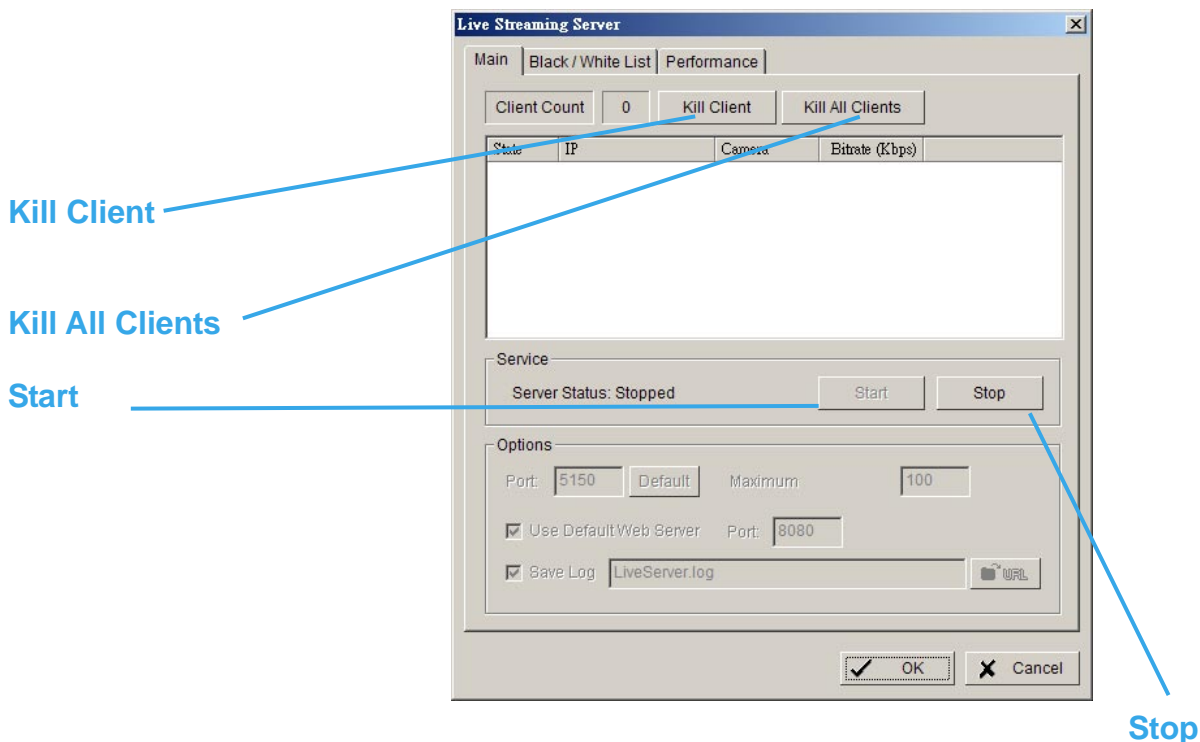 Live Streaming Server
Main Black / White List Performance
Client Count 0 Kill Client Kill All Clients
State IP Camera Bitrate (Kbps)
Kill Client
Kill All Clients
Service
Server Status: Stopped Start Stop
Start
Options
Port: 5150 Default Maximum 100
Use Default Web Server Port: 8080
Save Log LiveServer.log URL
OK Cancel
Stop